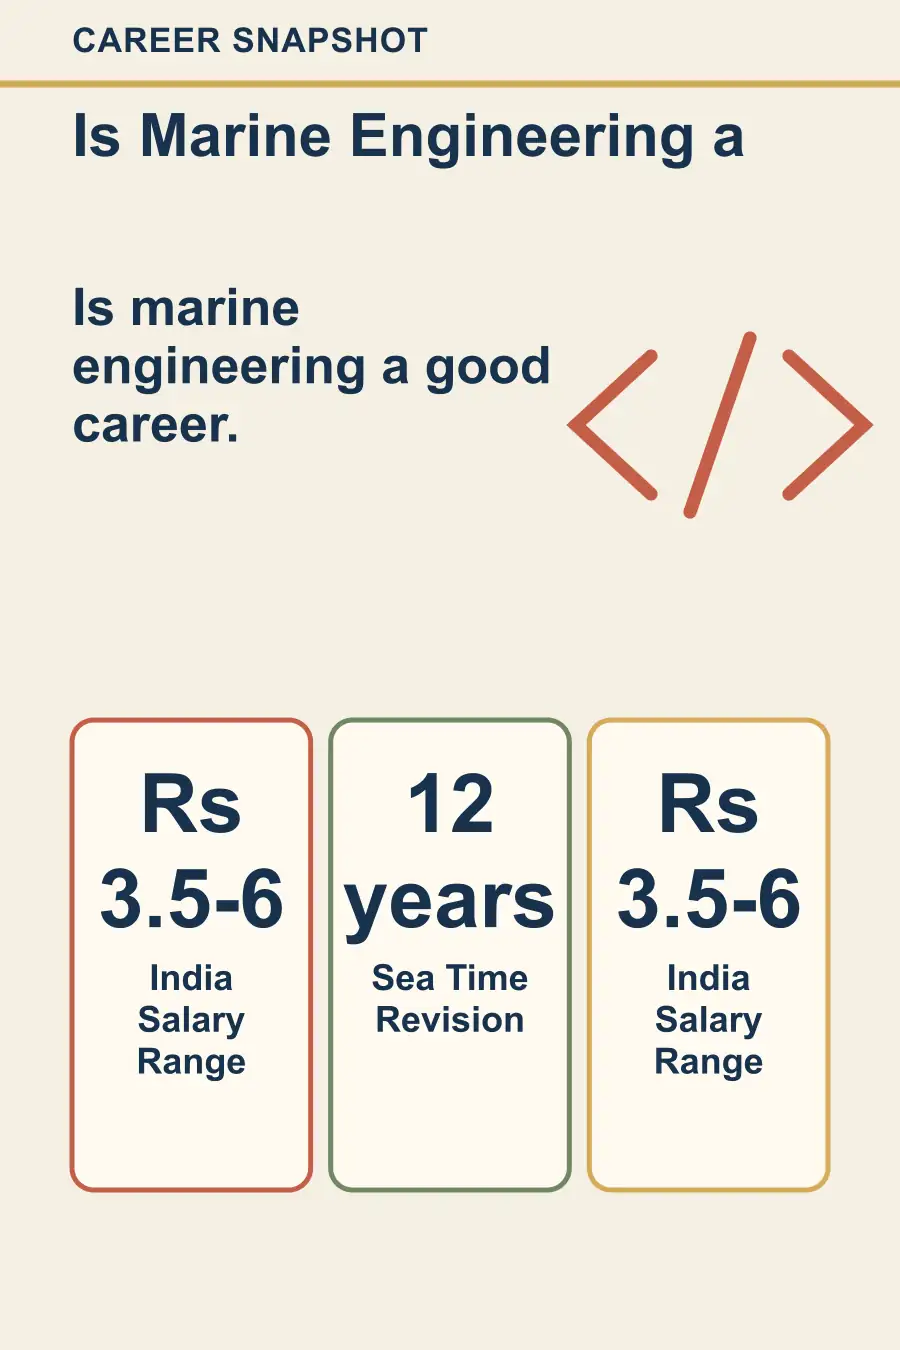 CAREER SNAPSHOT
Is Marine Engineering a
Is marine
engineering a good
career.
Rs
3.5-6
India
Salary
Range
12
years
Sea Time
Revision
Rs
3.5-6
India
Salary
Range